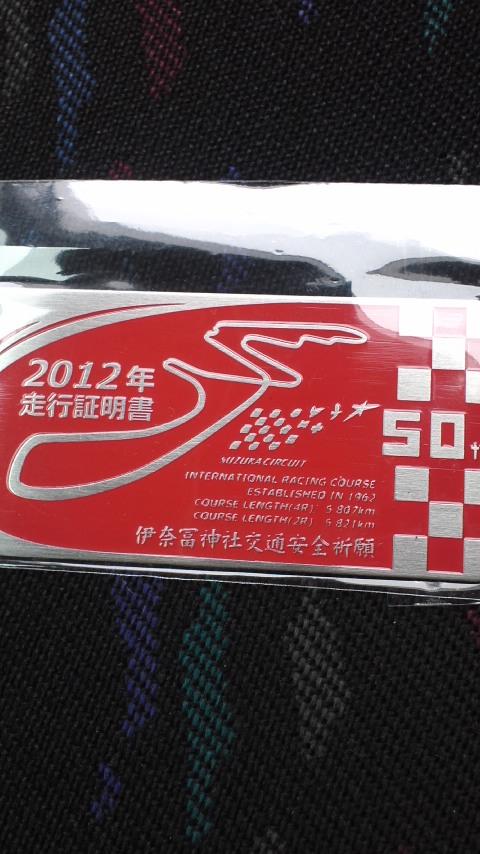 2012年
走行証明書
50th
SUZUKA CIRCUIT
INTERNATIONAL RACING COURSE
ESTABLISHED IN 1962
COURSE LENGTH(4R) 5.807km
COURSE LENGTH(2R) 5.821km
伊奈冨神社交通安全祈願